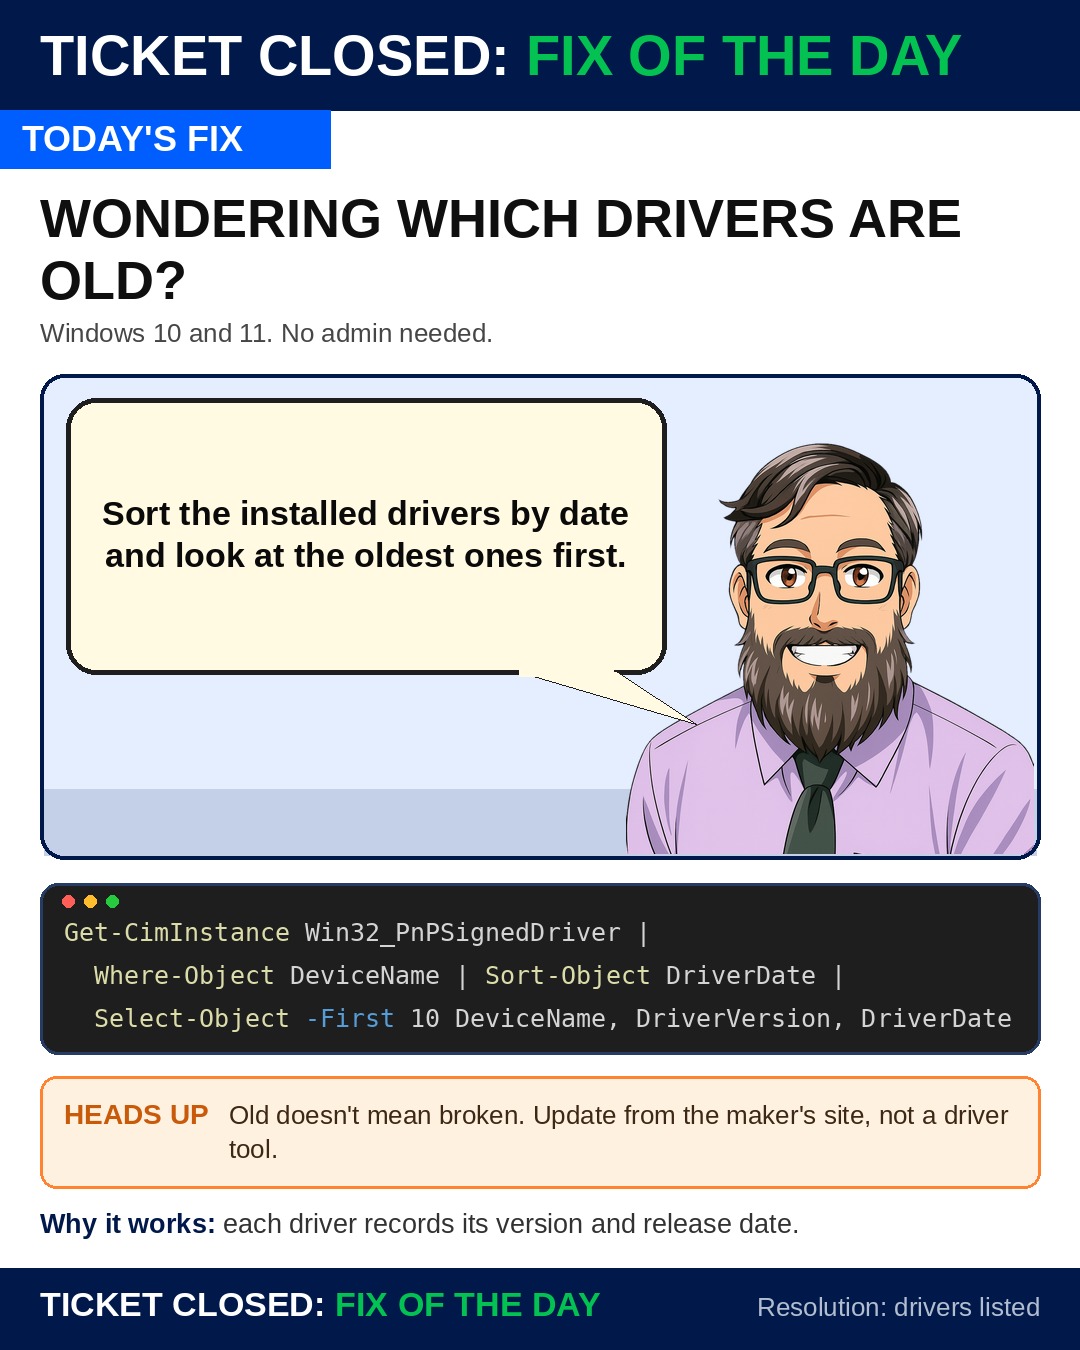 TICKET CLOSED: FIX OF THE DAY
TODAY'S FIX
WONDERING WHICH DRIVERS ARE
OLD?
Windows 10 and 11. No admin needed.
Sort the installed drivers by date
and look at the oldest ones first.
Get-CimInstance Win32_PnPSignedDriver |
  Where-Object DeviceName | Sort-Object DriverDate |
  Select-Object -First 10 DeviceName, DriverVersion, DriverDate
HEADS UP Old doesn't mean broken. Update from the maker's site, not a driver
tool.
Why it works: each driver records its version and release date.
TICKET CLOSED: FIX OF THE DAY
Resolution: drivers listed